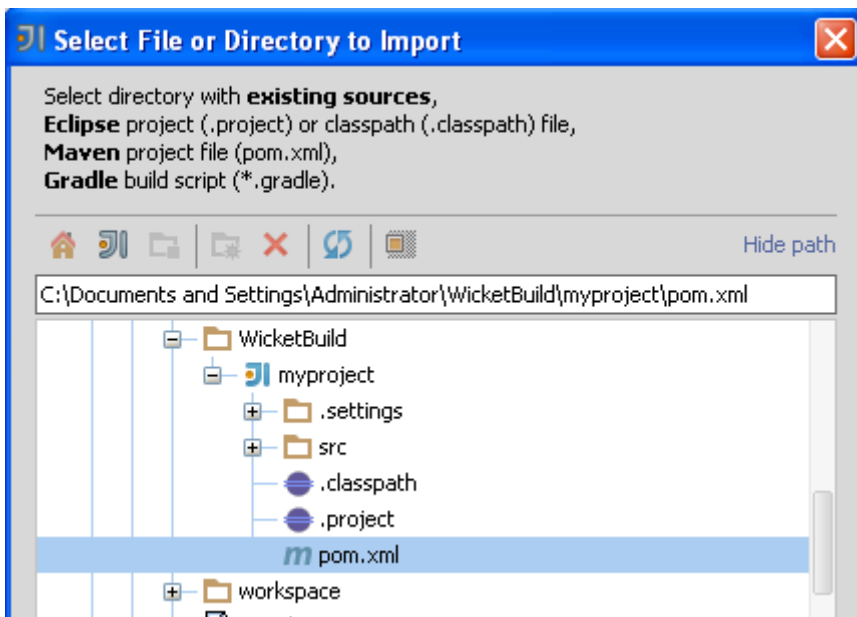 Select File or Directory to Import
Select directory with existing sources,
Eclipse project (.project) or classpath (.classpath) file,
Maven project file (pom.xml),
Gradle build script (*.gradle).
Hide path
C:\Documents and Settings\Administrator\WicketBuild\myproject\pom.xml
WicketBuild
myproject
.settings
src
.classpath
.project
m pom.xml
workspace